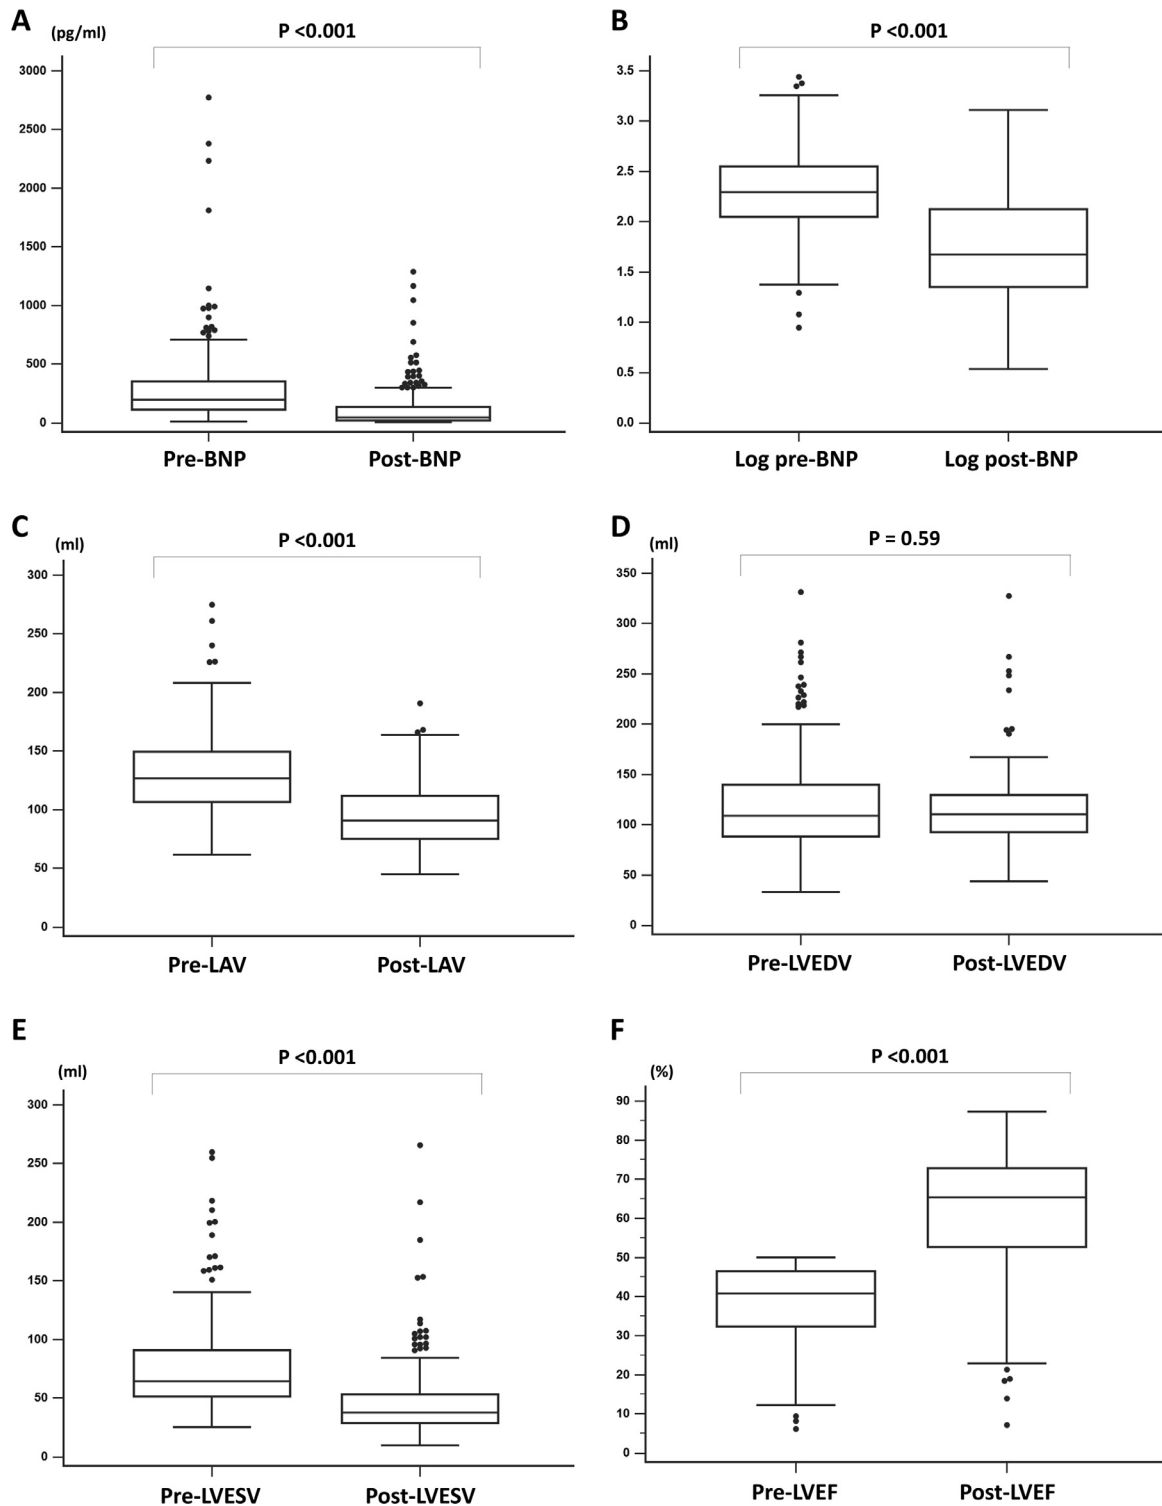 A
(pg/ml)
P <0.001
3000
2500
2000
1500
1000
500
0
Pre-BNP
Post-BNP
B
P <0.001
3.5
3.0
2.5
2.0
1.5
1.0
0.5
0.0
Log pre-BNP
Log post-BNP
C
(ml)
P <0.001
300
250
200
150
100
50
0
Pre-LAV
Post-LAV
D
(ml)
P = 0.59
350
300
250
200
150
100
50
0
Pre-LVEDV
Post-LVEDV
E
(ml)
P <0.001
300
250
200
150
100
50
0
Pre-LVESV
Post-LVESV
F
(%)
P <0.001
90
80
70
60
50
40
30
20
10
0
Pre-LVEF
Post-LVEF